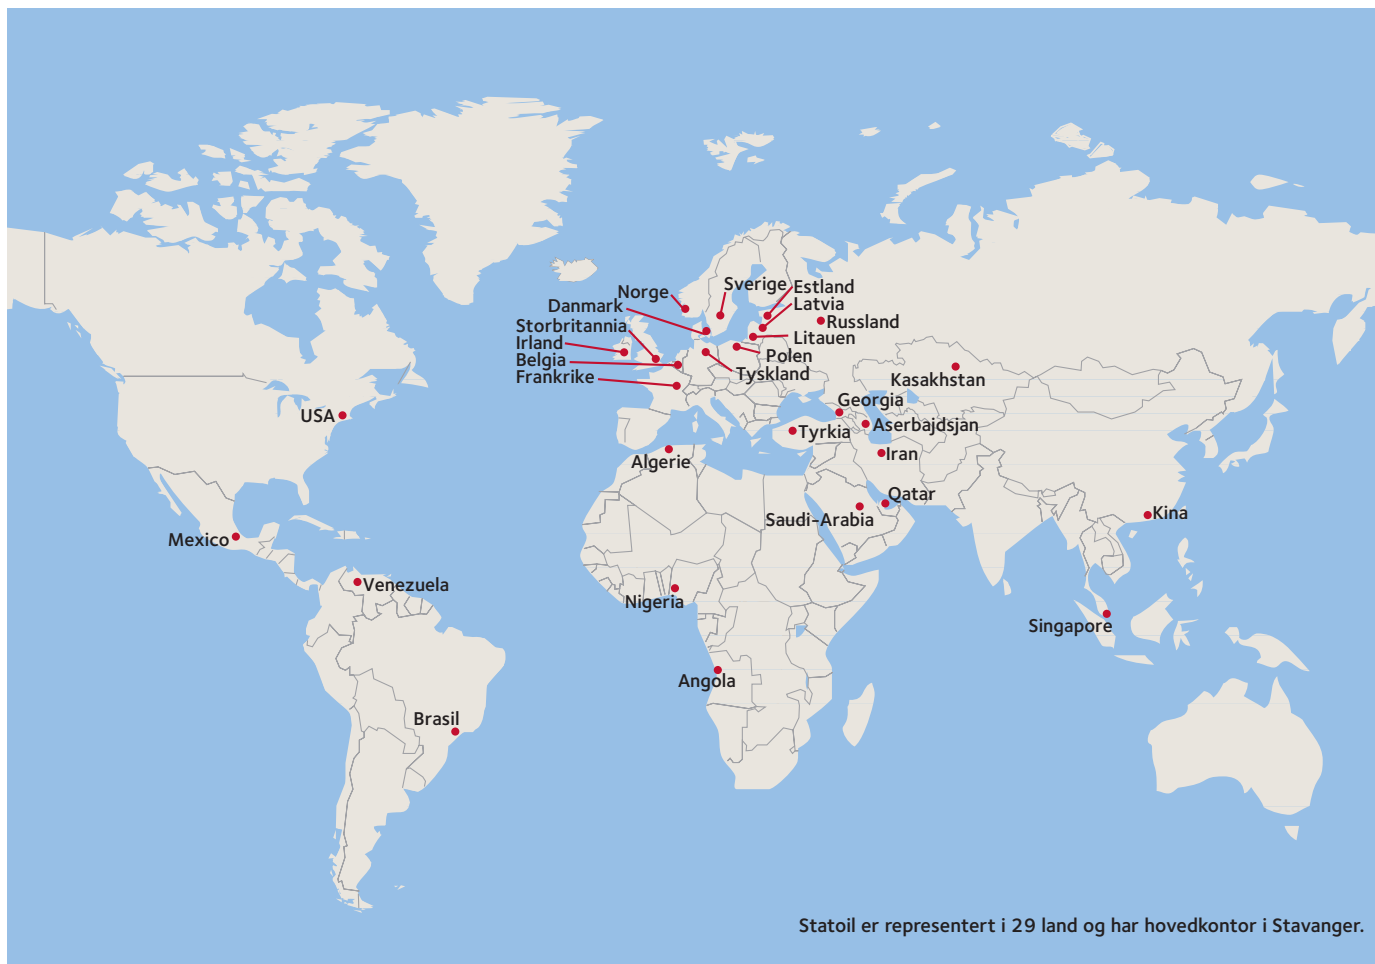 Norge
Sverige
Estland
Danmark
Latvia
Storbritannia
Russland
Irland
Litauen
Belgia
Polen
Frankrike
Tyskland
Kasakhstan
Georgia
USA
Aserbajdsjan
Tyrkia
Iran
Algerie
Qatar
Saudi-Arabia
Kina
Mexico
Venezuela
Nigeria
Singapore
Angola
Brasil
Statoil er representert i 29 land og har hovedkontor i Stavanger.